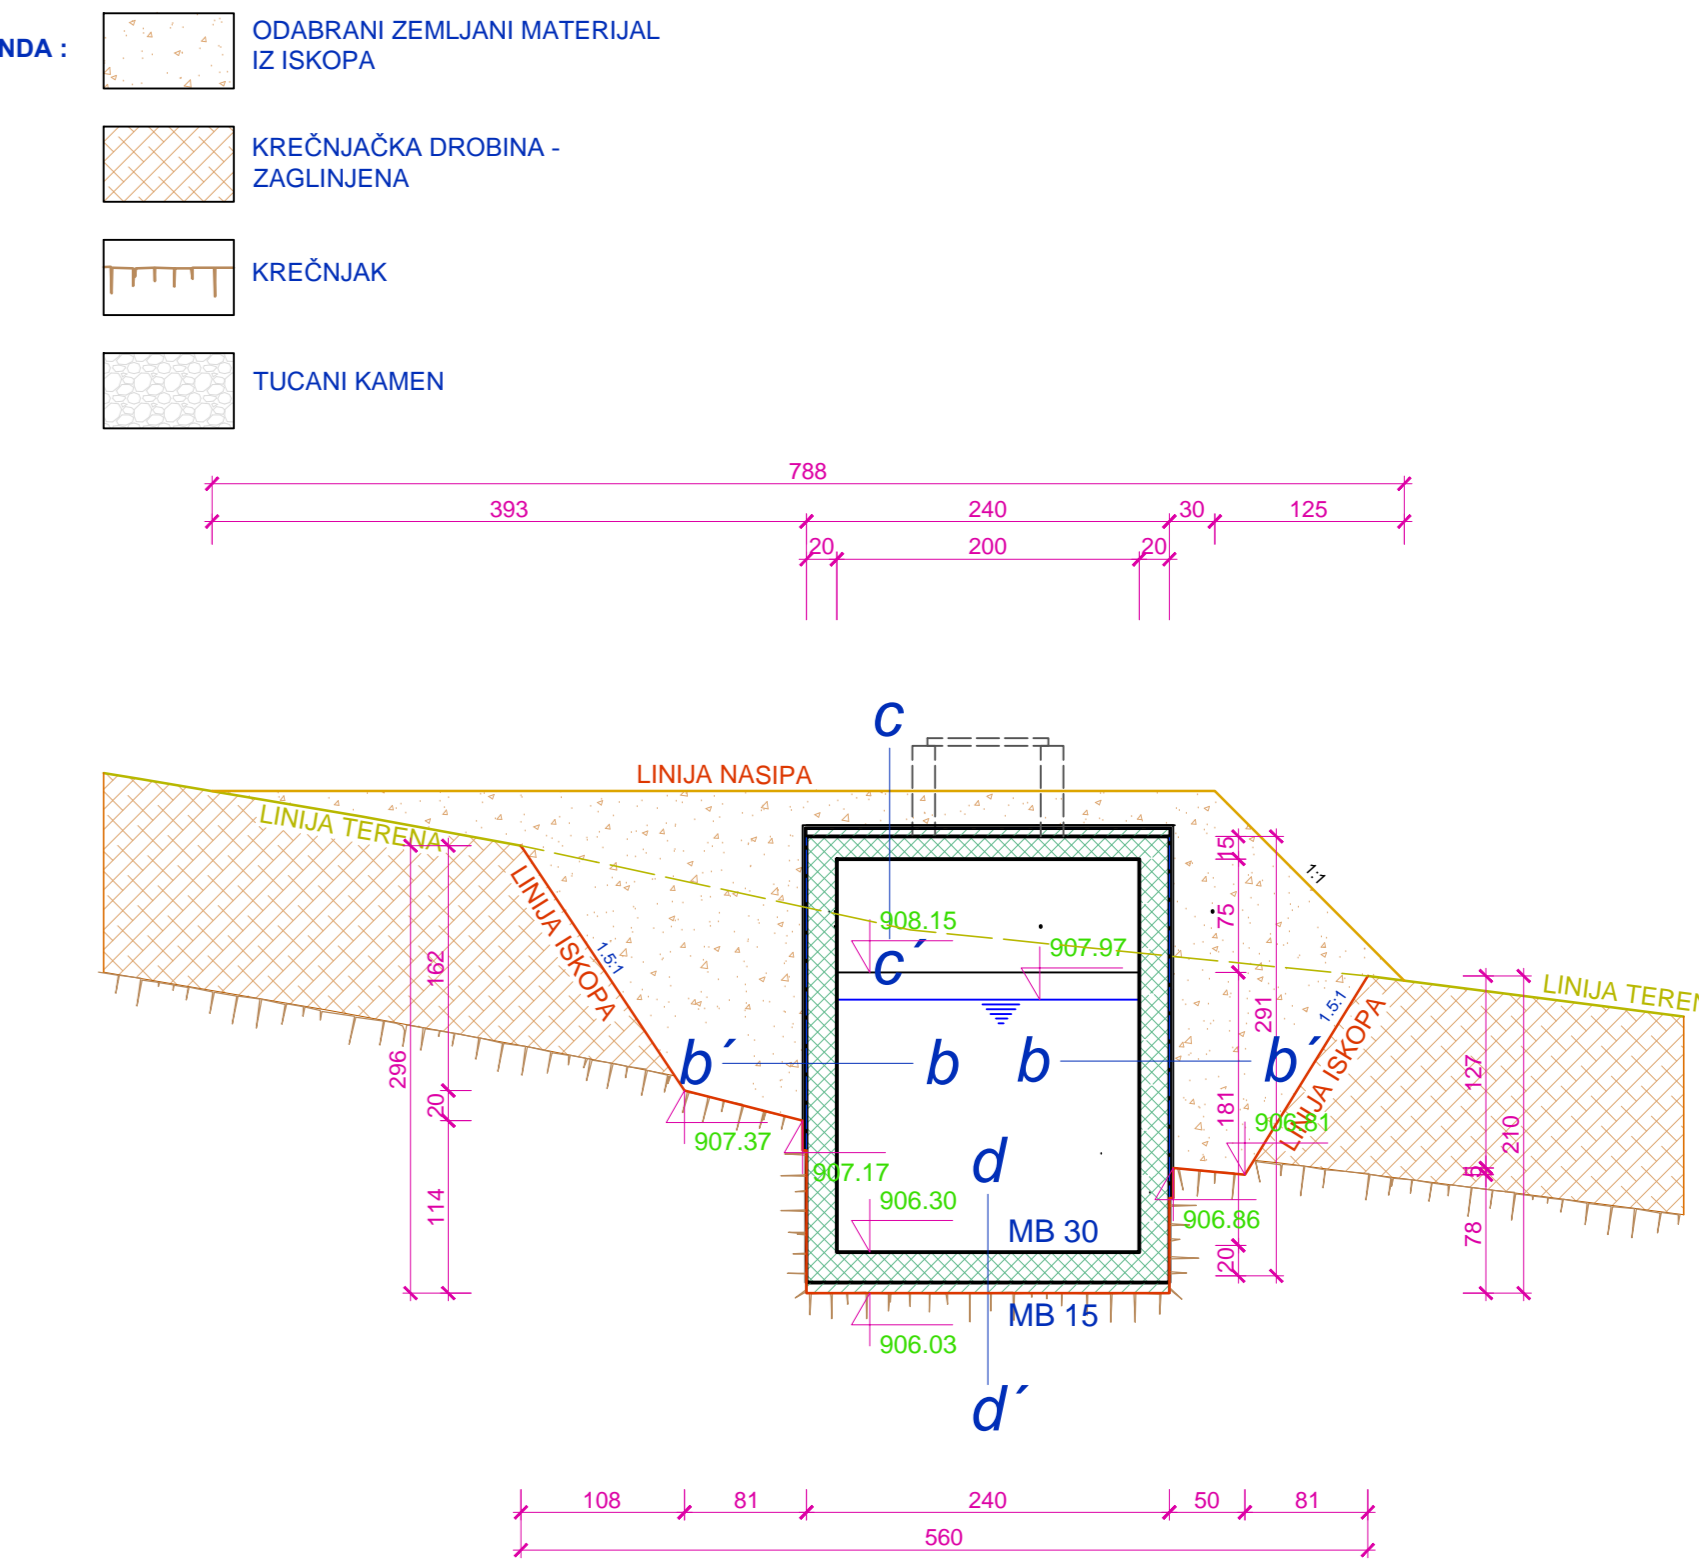 NDA :
ODABRANI ZEMLJANI MATERIJAL
IZ ISKOPA
KREČNJAČKA DROBINA -
ZAGLINJENA
KREČNJAK
TUCANI KAMEN
788
393 240 30 125
20 200 20
c
LINIJA NASIPA
LINIJA TERENA
15
1:1
LINIJA ISKOPA
1.5:1
908.15
75
907.97
c´
162
291
LINIJA TEREN
1.5:1
LINIJA ISKOPA
296
b´ b b b´
127
20
181
906.81
210
907.37
907.17
d
5
114
906.30
906.86
MB 30
20
78
MB 15
906.03
d´
108 81 240 50 81
560